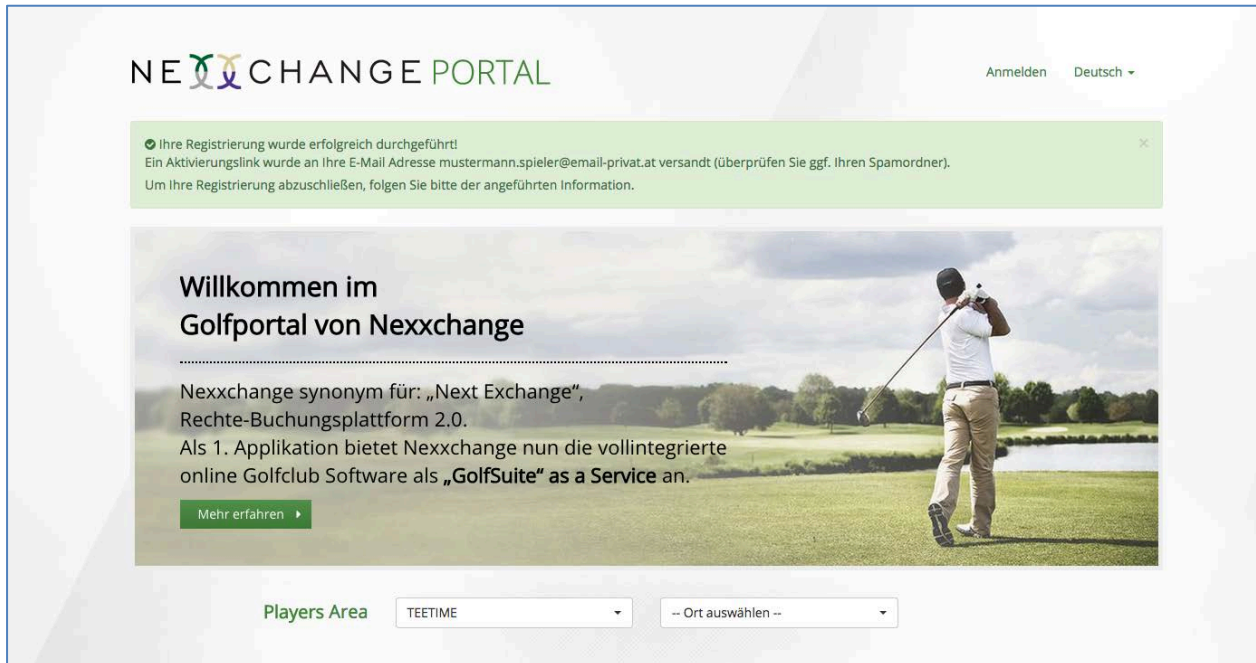 NEXXCHANGE PORTAL
Anmelden Deutsch
Ihre Registrierung wurde erfolgreich durchgeführt!
Ein Aktivierungslink wurde an Ihre E-Mail Adresse mustermann.spieler@email-privat.at versandt (überprüfen Sie ggf. Ihren Spamordner).
Um Ihre Registrierung abzuschließen, folgen Sie bitte der angeführten Information.
Willkommen im
Golfportal von Nexxchange
Nexxchange synonym für: „Next Exchange“,
Rechte-Buchungsplattform 2.0.
Als 1. Applikation bietet Nexxchange nun die vollintegrierte
online Golfclub Software als „GolfSuite“ as a Service an.
Mehr erfahren
Players Area TEETIME -- Ort auswählen --